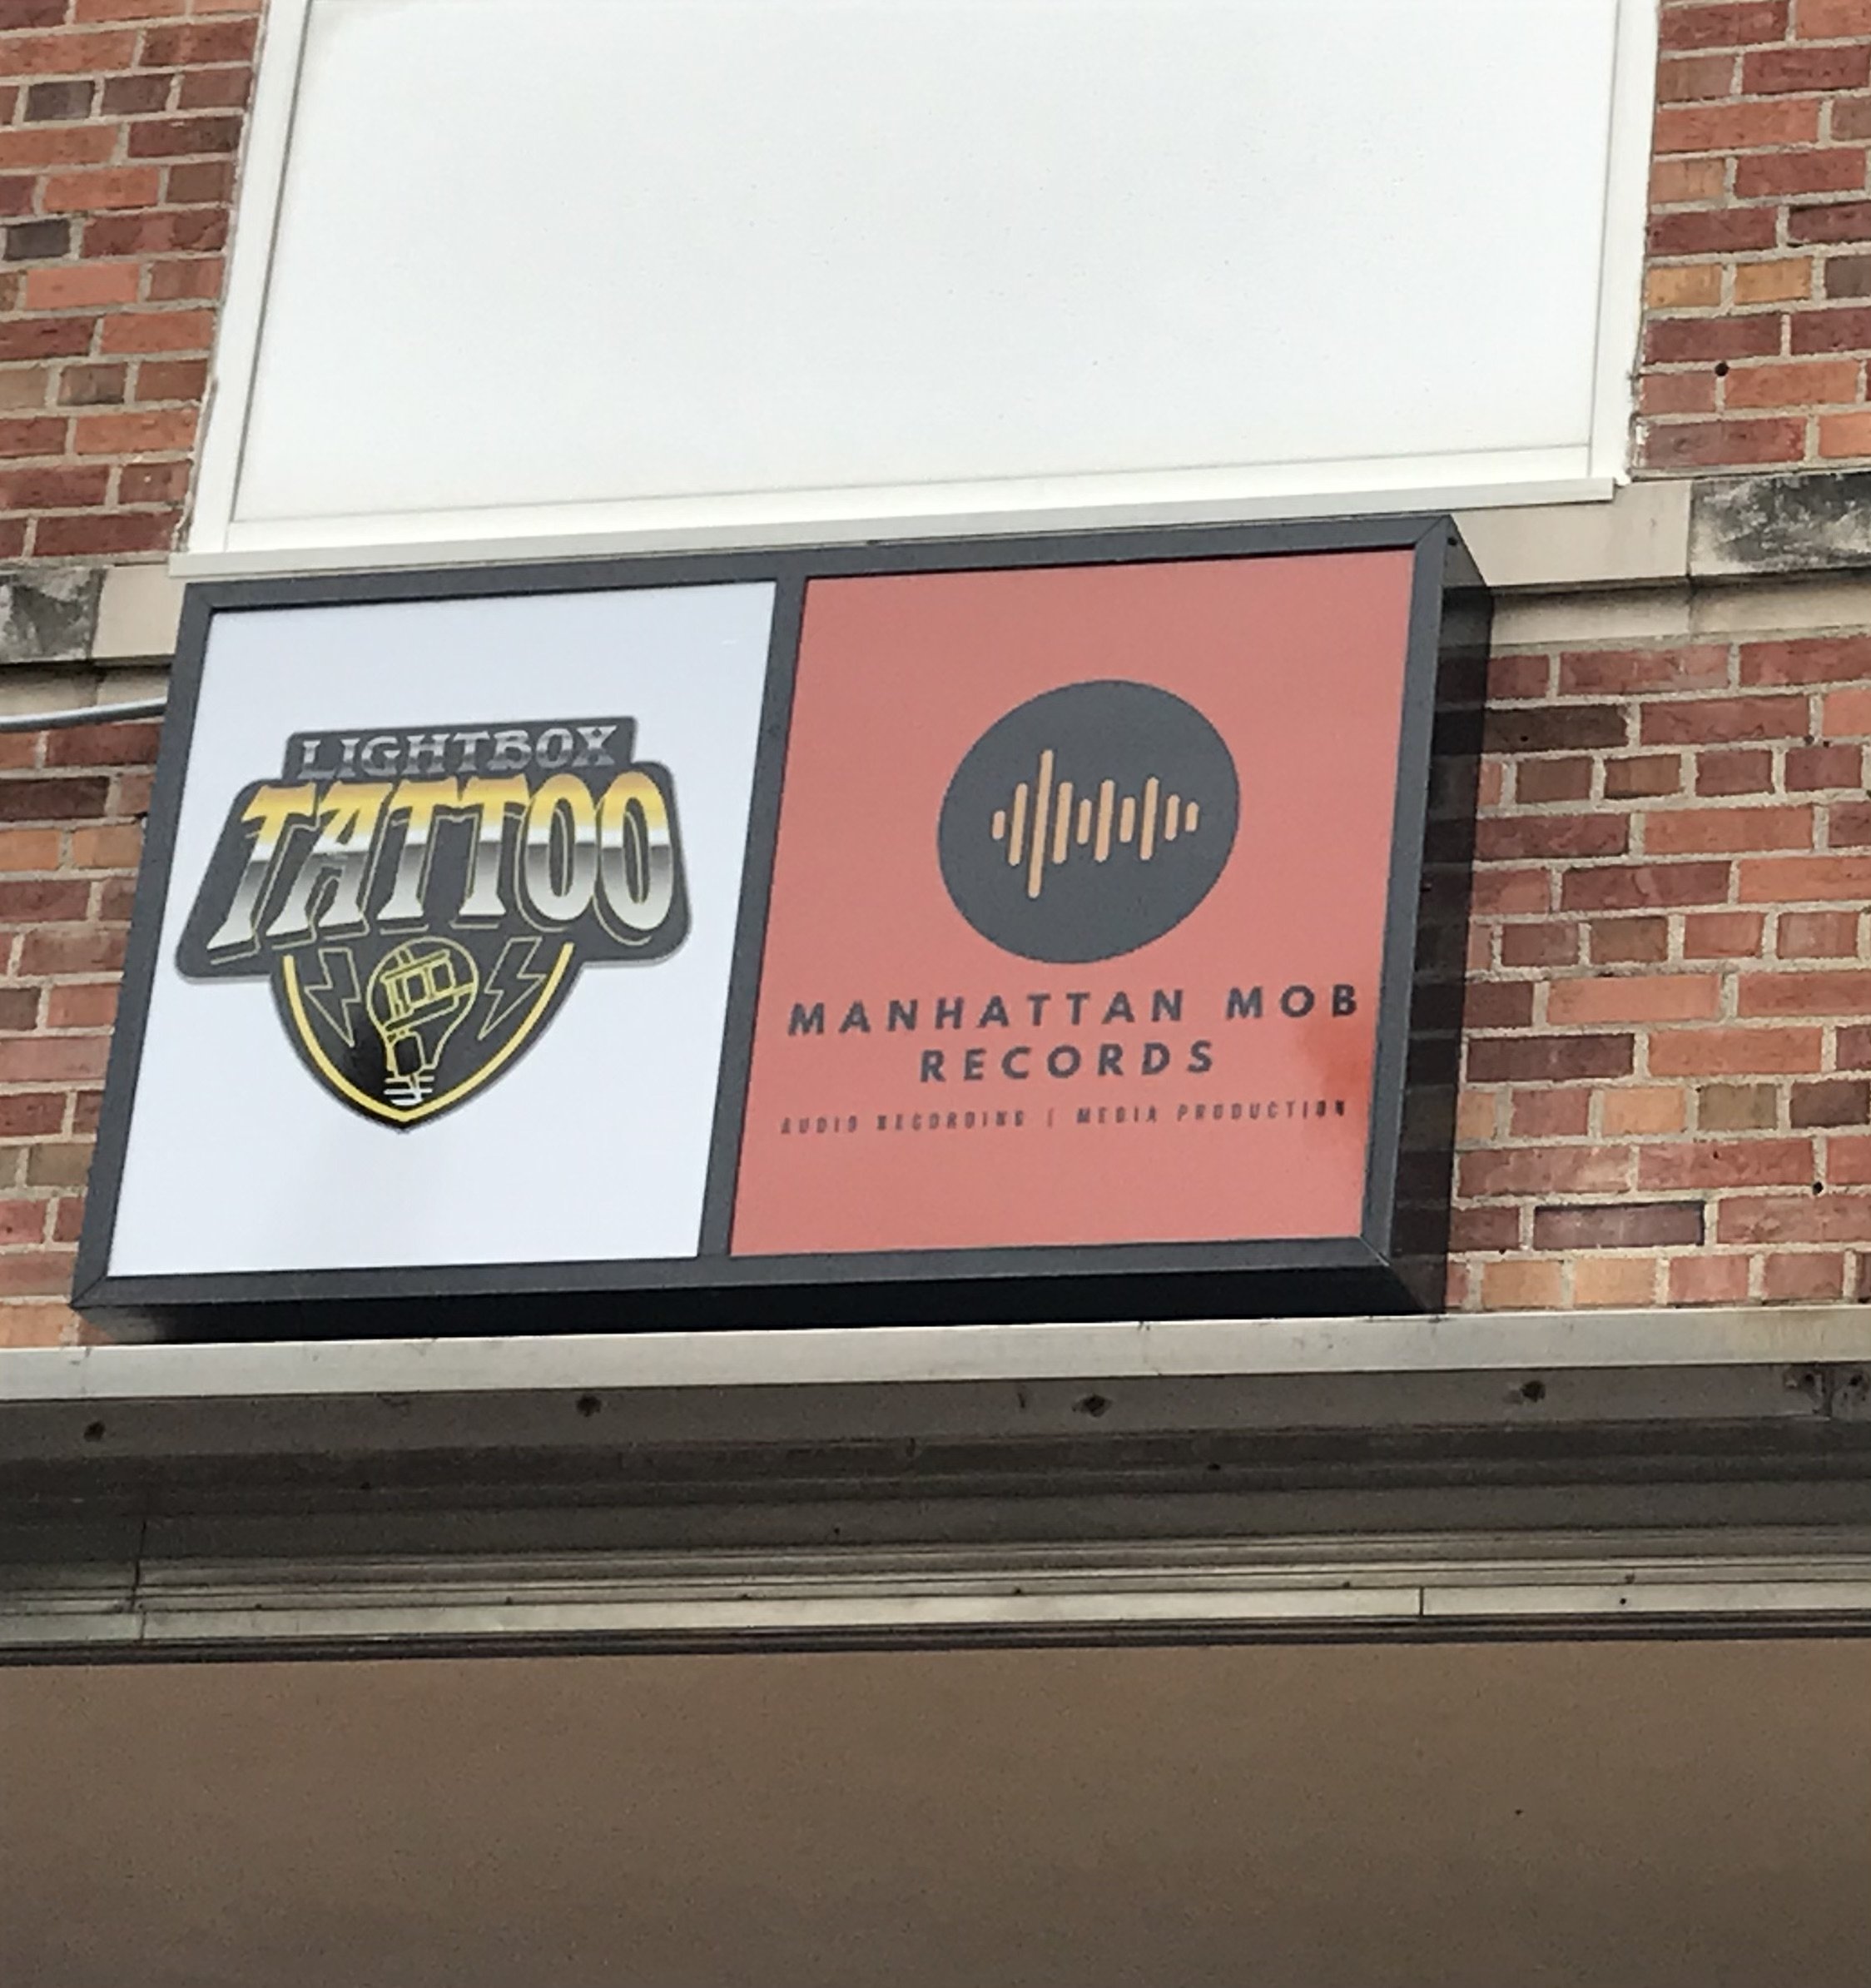 LIGHTBOX
TATTOO
MANHATTAN MOB
RECORDS
AUDIO RECORDING | MEDIA PRODUCTION